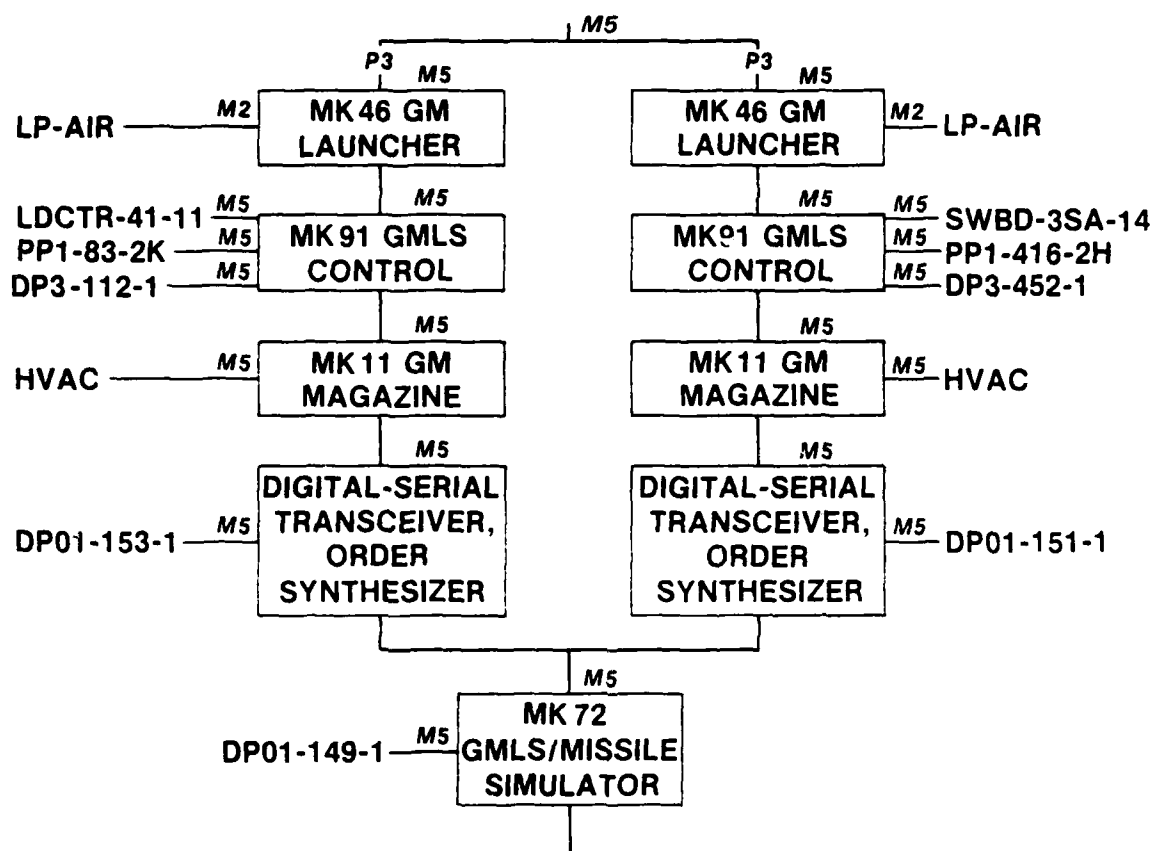 M5
P3
P3
M5
M5
MK 46 GM
LAUNCHER
MK 46 GM
LAUNCHER
M2
LP-AIR
M2
LP-AIR
M5
M5
LDCTR-41-11
M5
PP1-83-2K
M5
DP3-112-1
M5
MK 91 GMLS
CONTROL
MK91 GMLS
CONTROL
M5
SWBD-3SA-14
M5
PP1-416-2H
M5
DP3-452-1
M5
M5
HVAC
M5
MK 11 GM
MAGAZINE
MK 11 GM
MAGAZINE
M5
HVAC
M5
M5
DIGITAL-SERIAL
TRANSCEIVER,
ORDER
SYNTHESIZER
DIGITAL-SERIAL
TRANSCEIVER,
ORDER
SYNTHESIZER
DP01-153-1
M5
M5
DP01-151-1
M5
MK 72
GMLS/MISSILE
SIMULATOR
DP01-149-1
M5